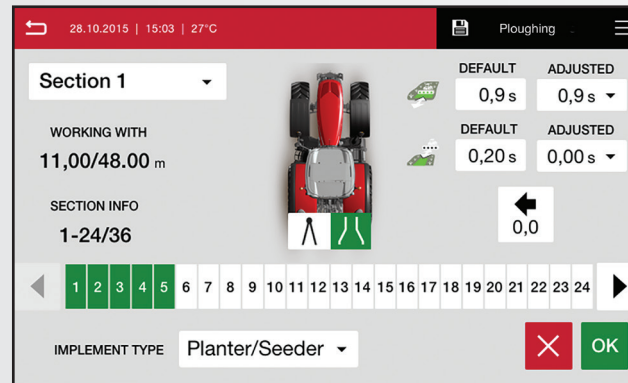 28.10.2015 | 15:03 | 27°C
Ploughing
Section 1
DEFAULT ADJUSTED
0,9 s 0,9 s
WORKING WITH
DEFAULT ADJUSTED
11,00/48.00 m
0,20 s 0,00 s
SECTION INFO
1-24/36
0,0
1 2 3 4 5 6 7 8 9 10 11 12 13 14 15 16 17 18 19 20 21 22 23 24
IMPLEMENT TYPE Planter/Seeder
OK